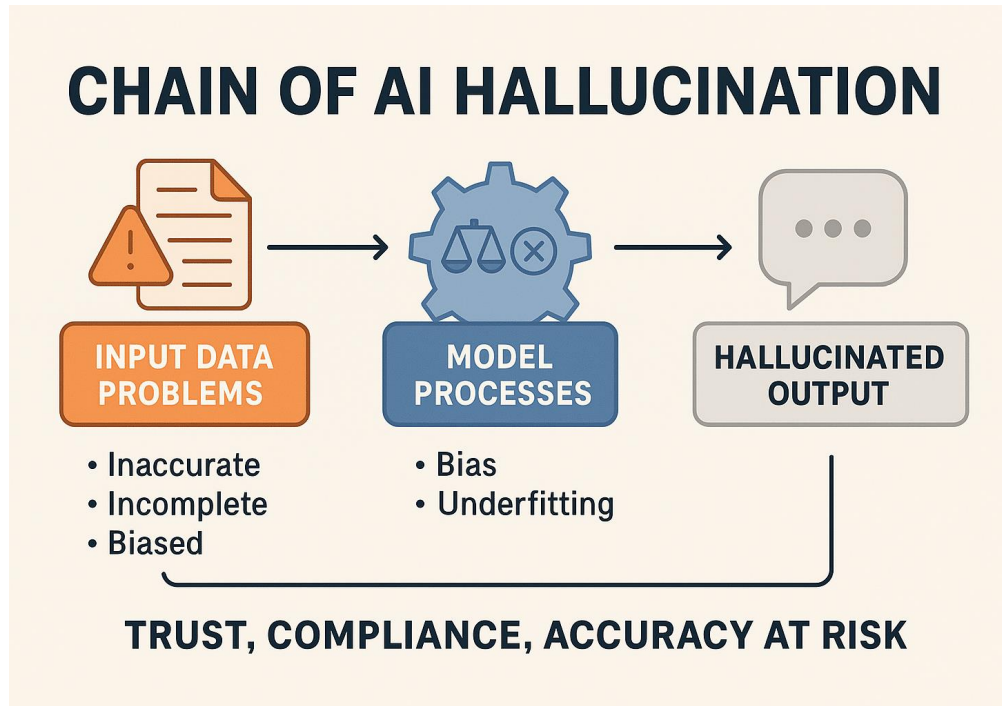 CHAIN OF AI HALLUCINATION
INPUT DATA
PROBLEMS
• Inaccurate
• Incomplete
• Biased
MODEL
PROCESSES
• Bias
• Underfitting
HALLUCINATED
OUTPUT
TRUST, COMPLIANCE, ACCURACY AT RISK